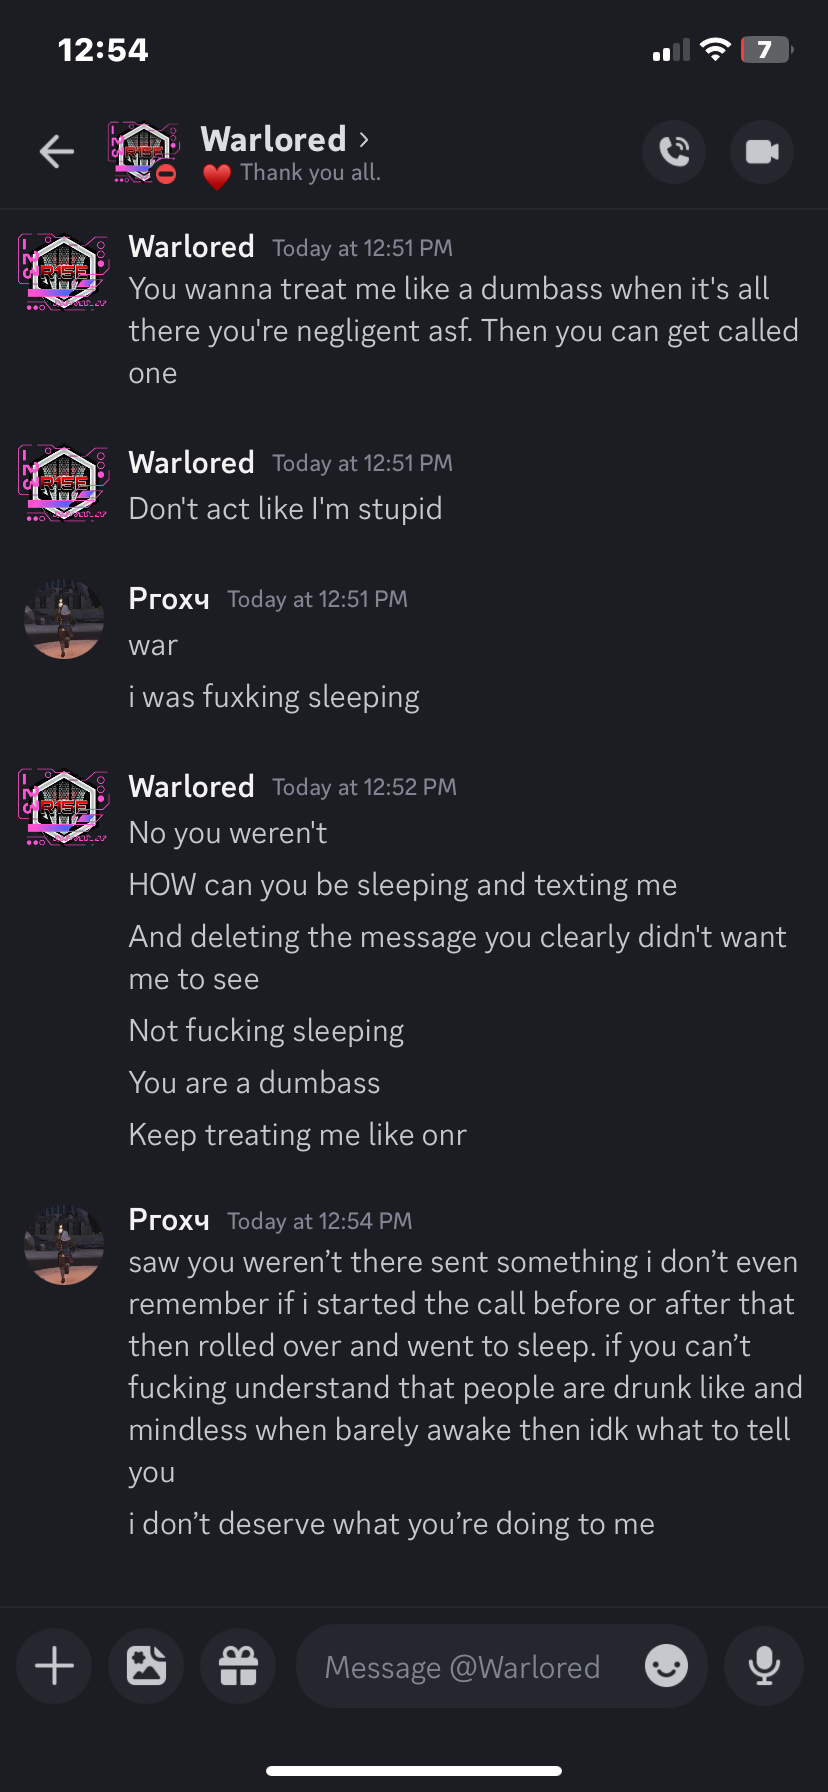 12:54
7
Warlored
Thank you all.
Warlored Today at 12:51 PM
You wanna treat me like a dumbass when it's all
there you're negligent asf. Then you can get called
one
Warlored Today at 12:51 PM
Don't act like I'm stupid
Proxч Today at 12:51 PM
war
i was fuxking sleeping
Warlored Today at 12:52 PM
No you weren't
HOW can you be sleeping and texting me
And deleting the message you clearly didn't want
me to see
Not fucking sleeping
You are a dumbass
Keep treating me like onr
Proxч Today at 12:54 PM
saw you weren’t there sent something i don’t even
remember if i started the call before or after that
then rolled over and went to sleep. if you can’t
fucking understand that people are drunk like and
mindless when barely awake then idk what to tell
you
i don’t deserve what you’re doing to me
Message @Warlored